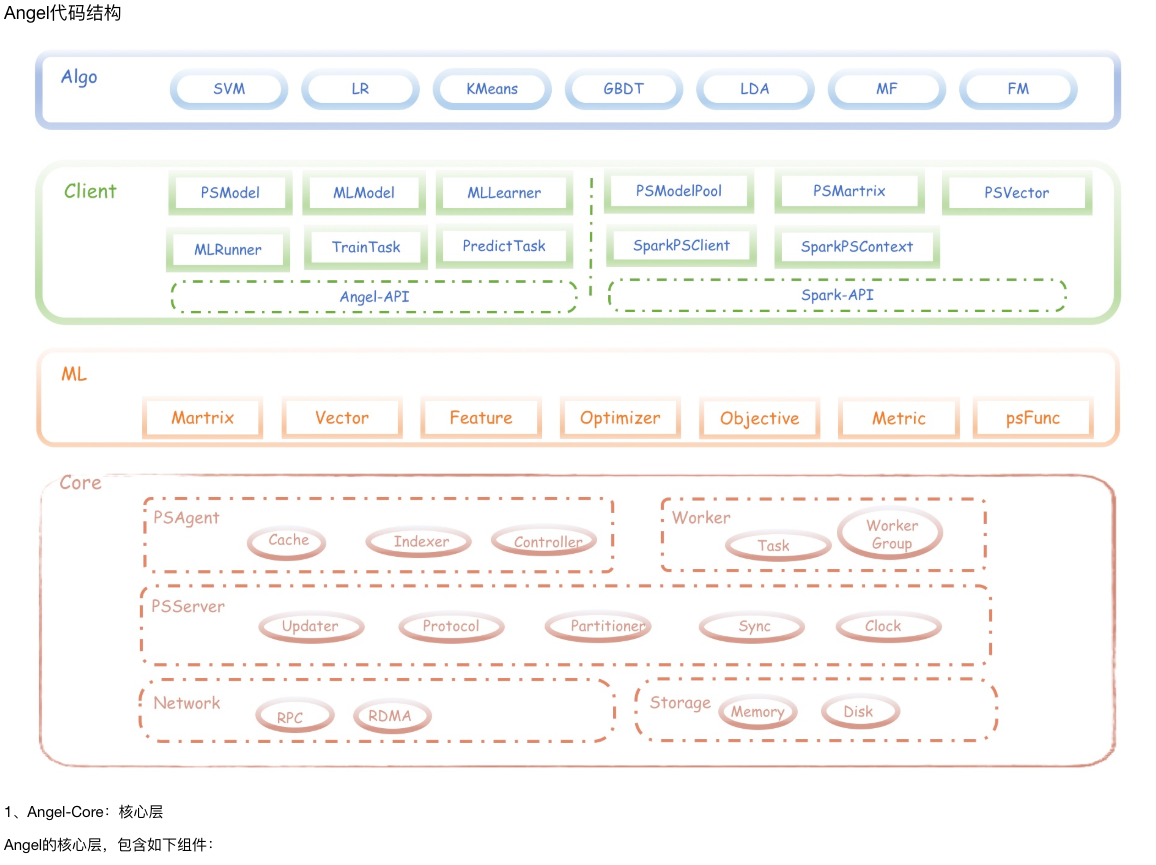 Angel代码结构
Algo
SVM LR KMeans GBDT LDA MF FM
Client
PSModel MLModel MLLearner PSModelPool PSMartrix PSVector
MLRunner TrainTask PredictTask SparkPSClient SparkPSContext
Angel-API Spark-API
ML
Martrix Vector Feature Optimizer Objective Metric psFunc
Core
PSAgent
Cache Indexer Controller
Worker
Task
Worker
Group
PSServer
Updater Protocol Partitioner Sync Clock
Network
RPC RDMA
Storage
Memory Disk
1、Angel-Core：核心层
Angel的核心层，包含如下组件：